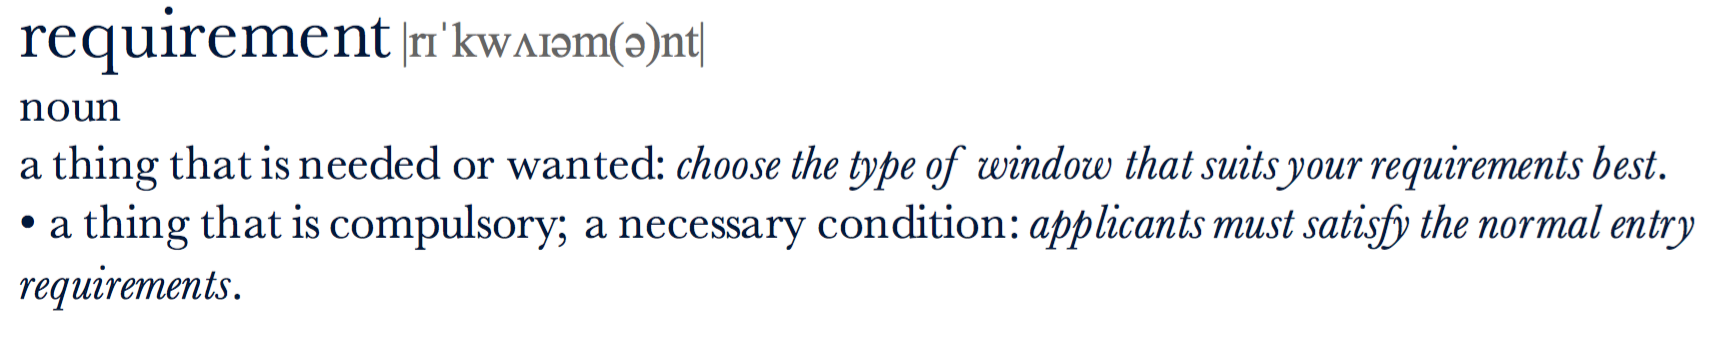 requirement |rɪˈkwʌɪəm(ə)nt|
noun
a thing that is needed or wanted: choose the type of window that suits your requirements best.
• a thing that is compulsory; a necessary condition: applicants must satisfy the normal entry
requirements.